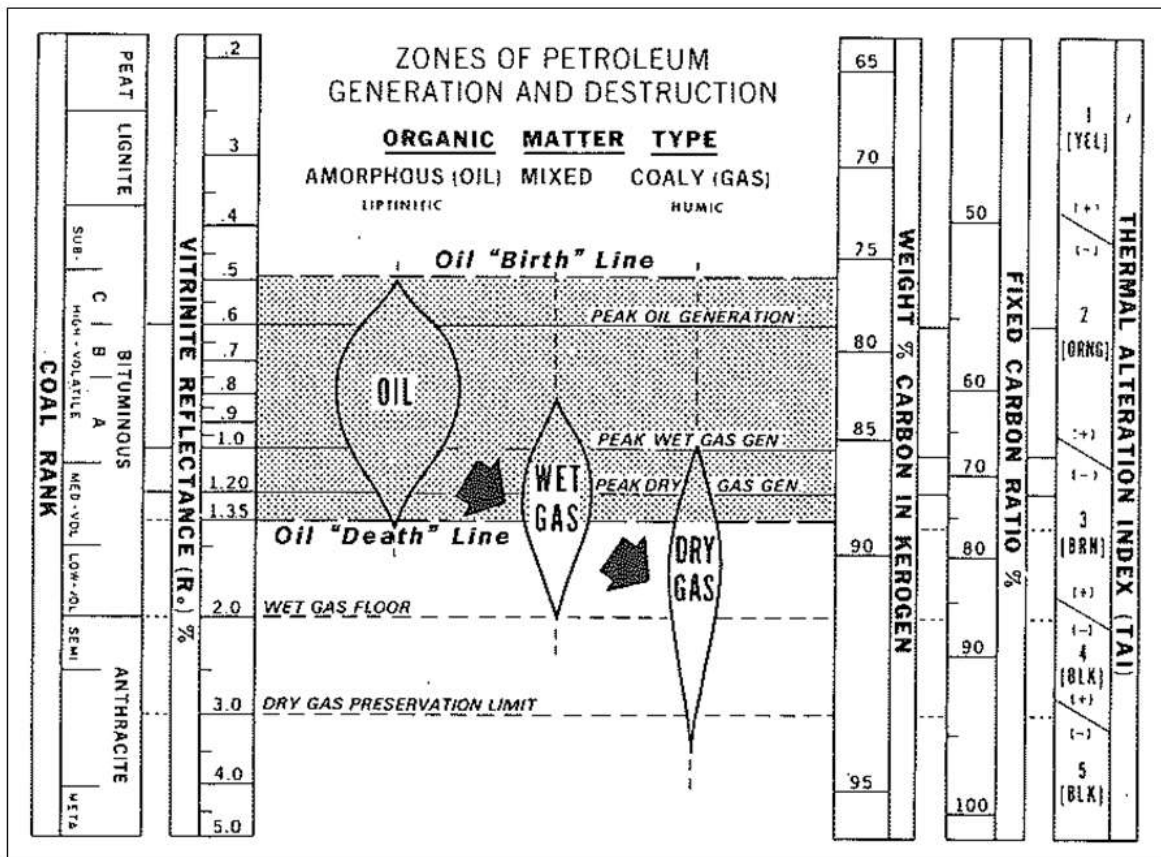 ZONES OF PETROLEUM
GENERATION AND DESTRUCTION
ORGANIC MATTER TYPE
AMORPHOUS (OIL) MIXED COALY (GAS)
LIPTINITIC HUMIC
COAL RANK
PEAT
LIGNITE
SUB-
BITUMINOUS
HIGH - VOLATILE
C
B
A
MED-VOL
LOW-VOL
SEMI
ANTHRACITE
META
VITRINITE REFLECTANCE (Ro) %
.2
.3
.4
.5
.6
.7
.8
.9
1.0
1.20
1.35
2.0
3.0
4.0
5.0
Oil "Birth" Line
PEAK OIL GENERATION
OIL
PEAK WET GAS GEN
WET
GAS
PEAK DRY GAS GEN.
Oil "Death" Line
DRY
GAS
WET GAS FLOOR
DRY GAS PRESERVATION LIMIT
65
70
75
80
85
90
95
WEIGHT % CARBON IN KEROGEN
50
60
70
80
90
100
FIXED CARBON RATIO %
1
[YEL]
(+)
(-)
2
[ORNG]
(+)
(-)
3
[BRN]
(+)
(-)
4
[BLK]
(+)
(-)
5
[BLK]
THERMAL ALTERATION INDEX (TAI)